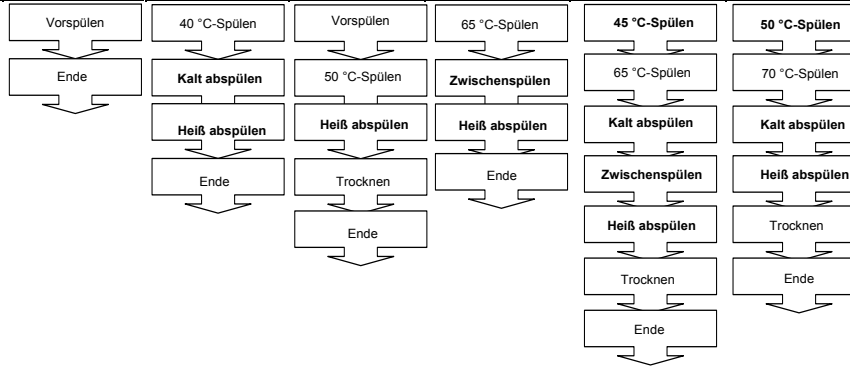 Vorspülen
Ende
40 °C-Spülen
Kalt abspülen
Heiß abspülen
Ende
Vorspülen
50 °C-Spülen
Heiß abspülen
Trocknen
Ende
65 °C-Spülen
Zwischenspülen
Heiß abspülen
Ende
45 °C-Spülen
65 °C-Spülen
Kalt abspülen
Zwischenspülen
Heiß abspülen
Trocknen
Ende
50 °C-Spülen
70 °C-Spülen
Kalt abspülen
Heiß abspülen
Trocknen
Ende